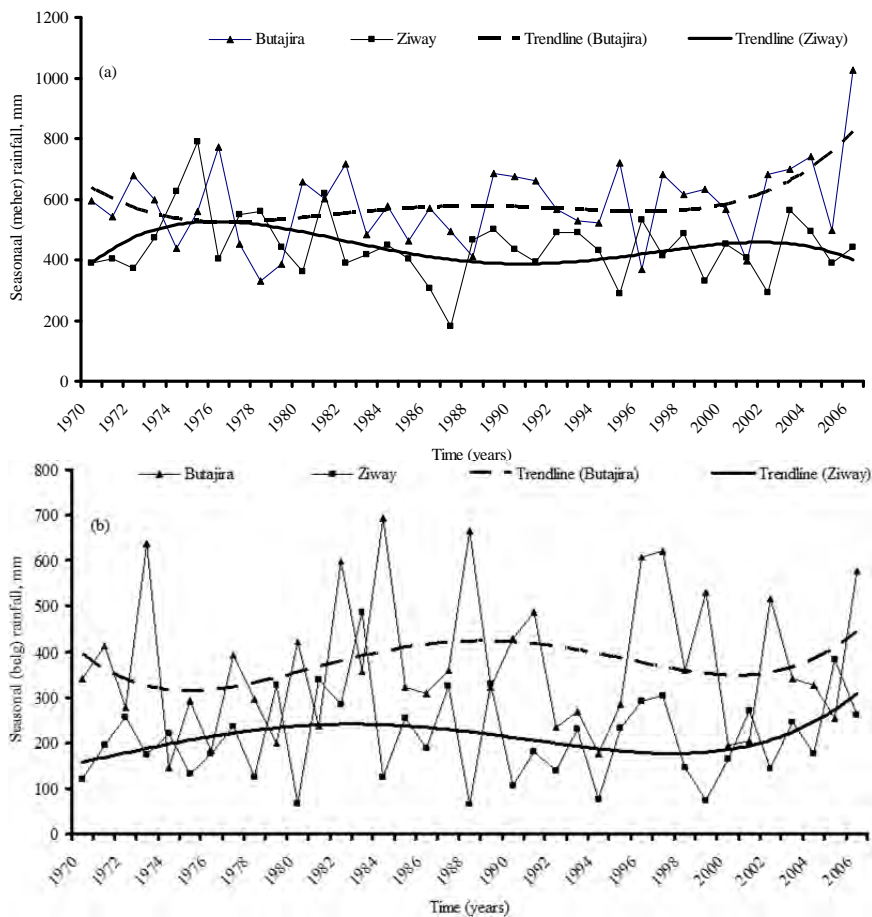 1200
Butajira Ziway Trendline (Butajira) Trendline (Ziway)
(a)
1000
800
600
400
200
0
Seasonaal (meher) rainfall, mm
1970 1972 1974 1976 1978 1980 1982 1984 1986 1988 1990 1992 1994 1996 1998 2000 2002 2004 2006
Time (years)
800
Butajira Ziway Trendline (Butajira) Trendline (Ziway)
700
(b)
600
500
400
300
200
100
0
Seasonal (belg) rainfall, mm
1970 1972 1974 1976 1978 1980 1982 1984 1986 1988 1990 1992 1994 1996 1998 2000 2002 2004 2006
Time (years)